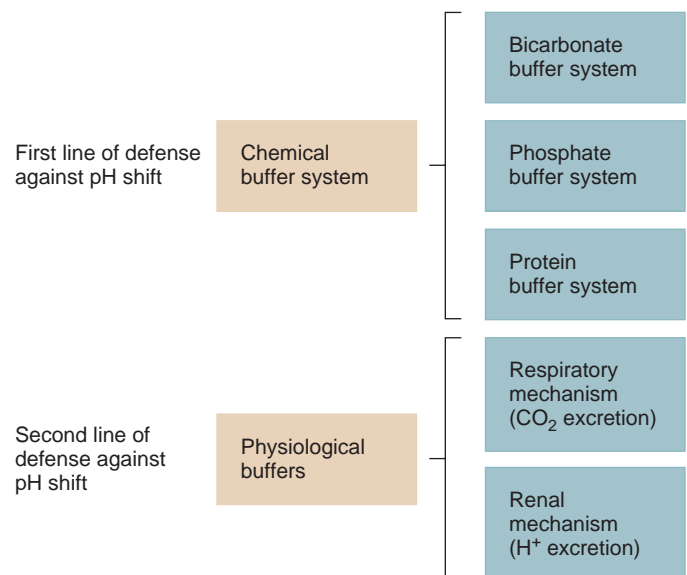 First line of defense
against pH shift
Chemical
buffer system
Bicarbonate
buffer system
Phosphate
buffer system
Protein
buffer system
Second line of
defense against
pH shift
Physiological
buffers
Respiratory
mechanism
(CO₂ excretion)
Renal
mechanism
(H⁺ excretion)